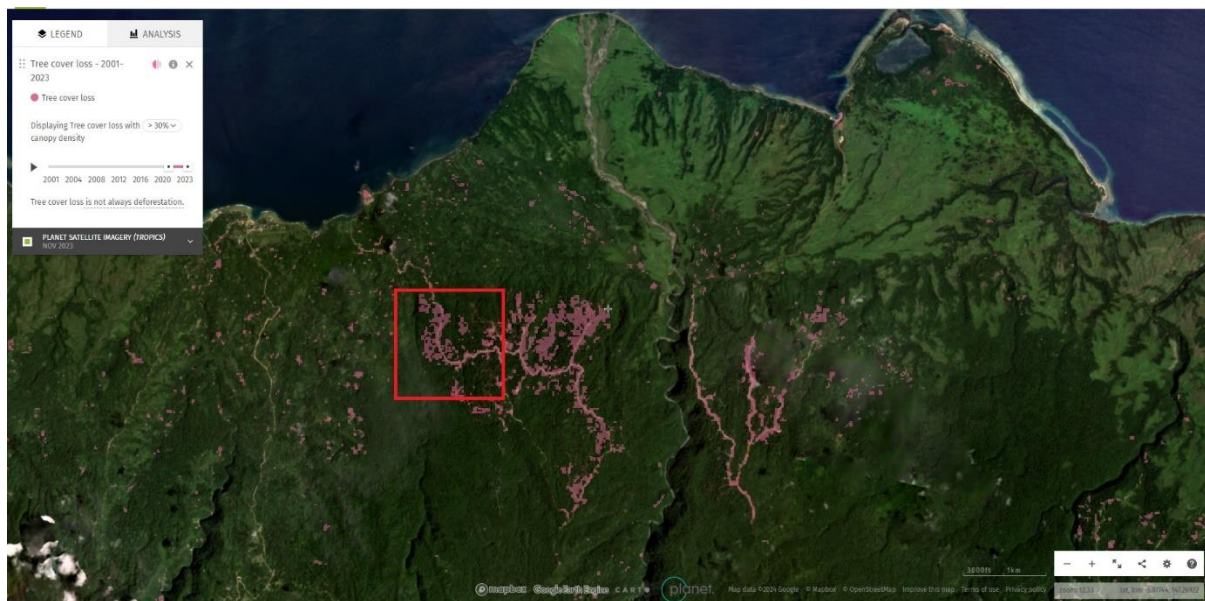 LEGEND
ANALYSIS
Tree cover loss - 2001-
2023
Tree cover loss
Displaying Tree cover loss with > 30%
canopy density
2001 2004 2008 2012 2016 2020 2023
Tree cover loss is not always deforestation.
PLANET SATELLITE IMAGERY (TROPICS)
NOV 2023
3000ft 1km
mapbox Google Earth Engine CARTO planet. Map data ©2024 Google © Mapbox © OpenStreetMap Improve this map Terms of use Privacy policy